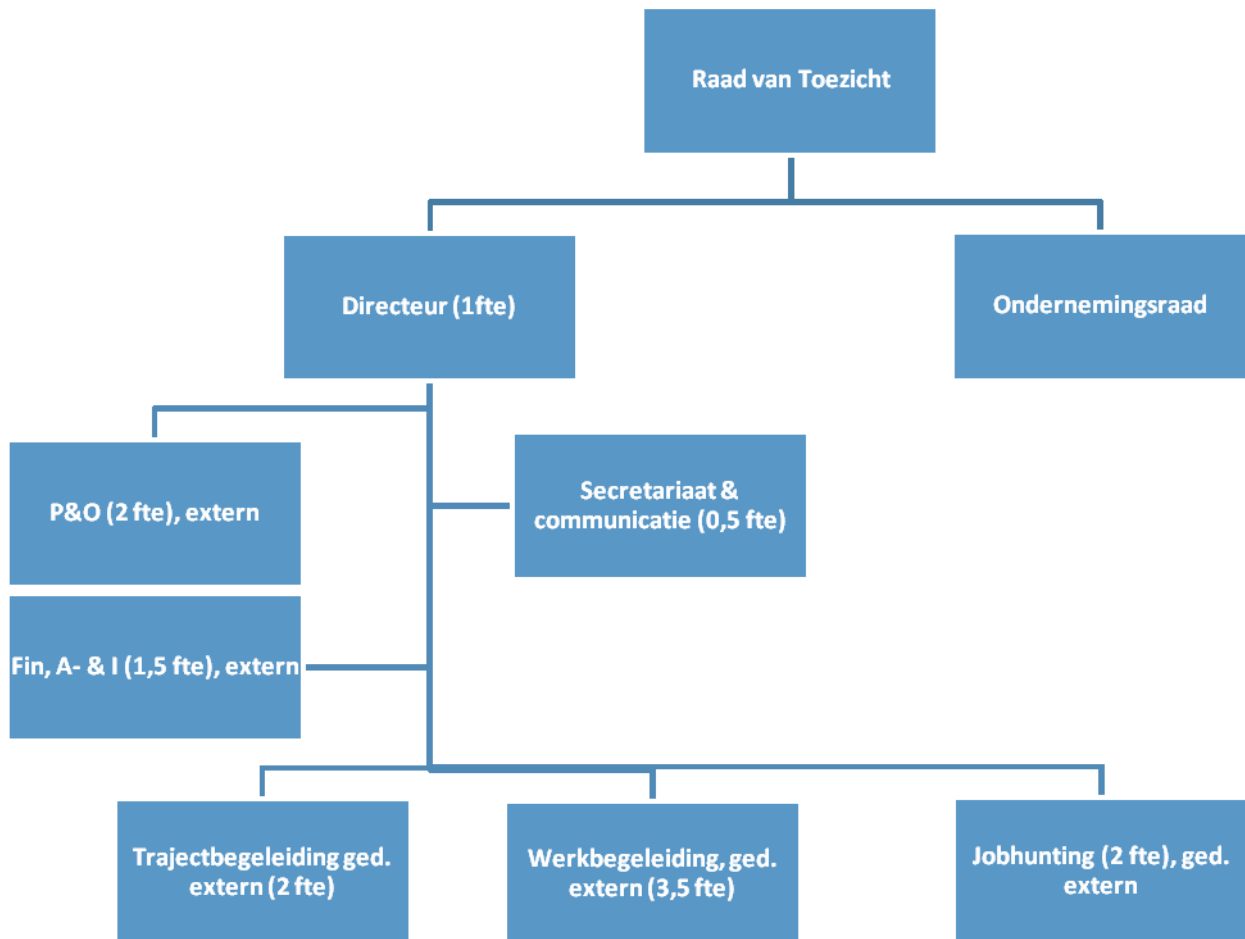 Raad van Toezicht
Directeur (1fte)
Ondernemingsraad
P&O (2 fte), extern
Secretariaat &
communicatie (0,5 fte)
Fin, A- & I (1,5 fte), extern
Trajectbegeleiding ged.
extern (2 fte)
Werkbegeleiding, ged.
extern (3,5 fte)
Jobhunting (2 fte), ged.
extern